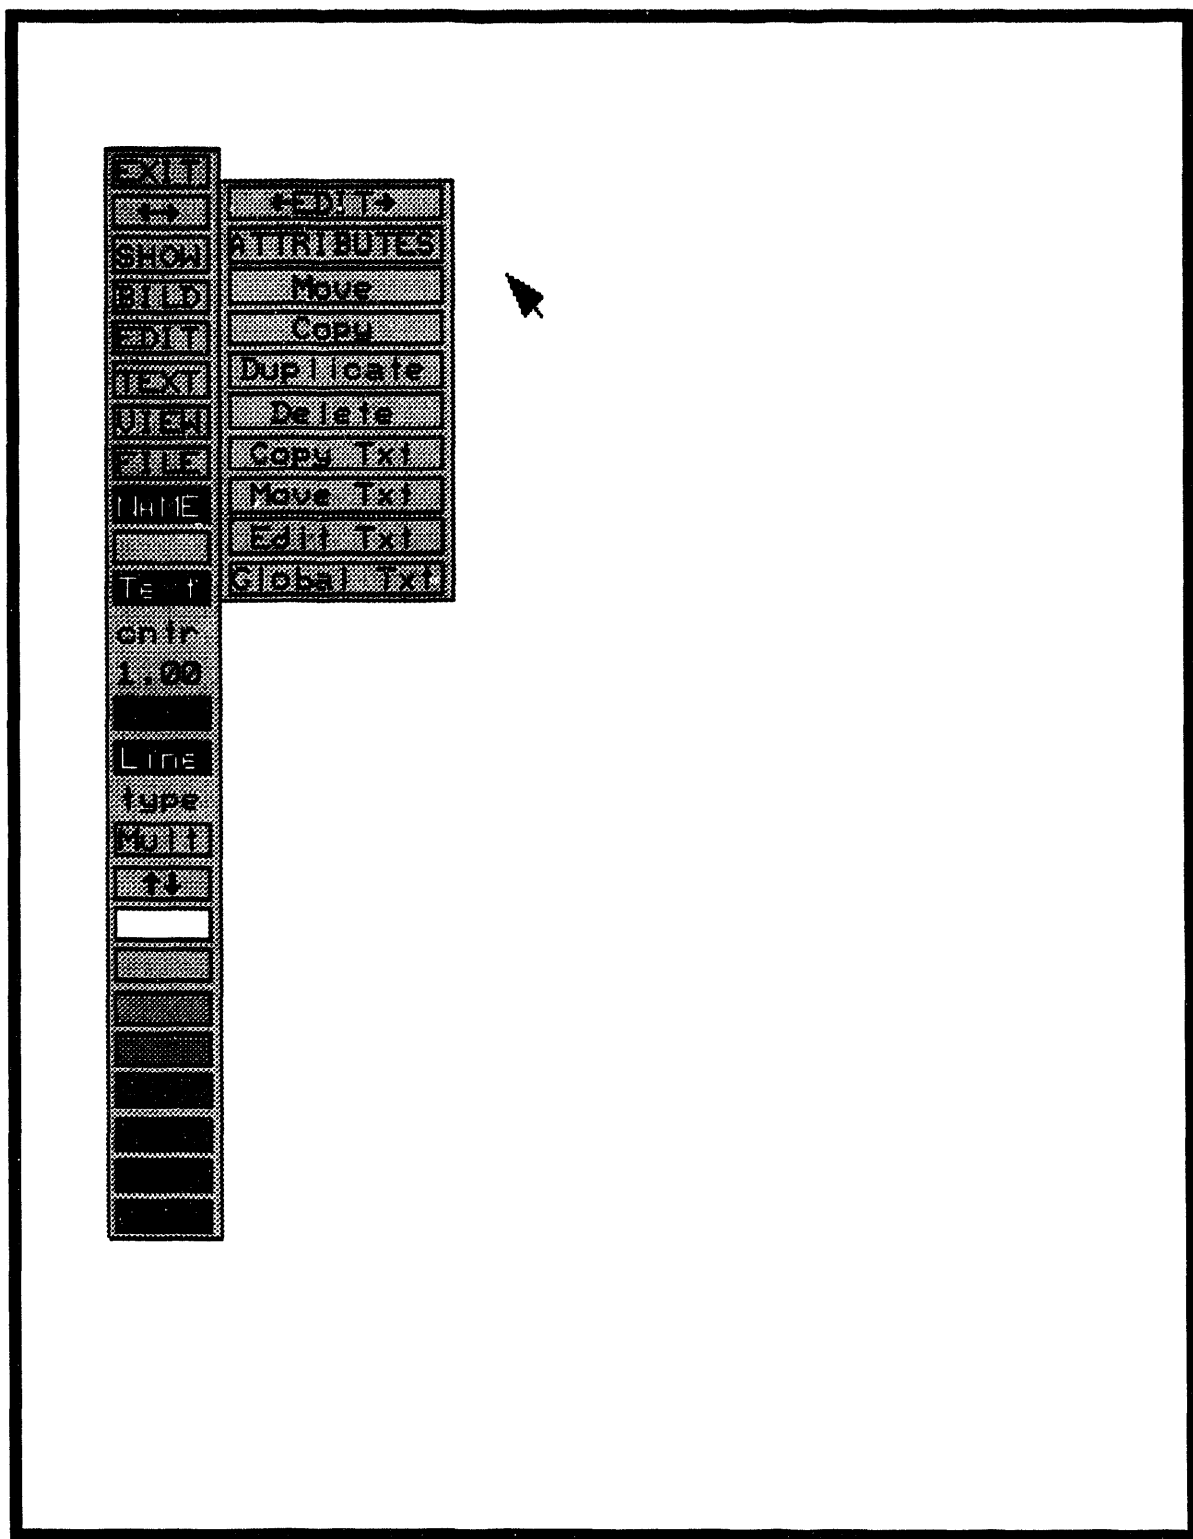 EXIT
↔
SHOW
BILD
EDIT
TEXT
VIEW
FILE
NAME
Text
cntr
1.00
Line
type
Mult
↑↓
←EDIT→
ATTRIBUTES
Move
Copy
Duplicate
Delete
Copy Txt
Move Txt
Edit Txt
Global Txt